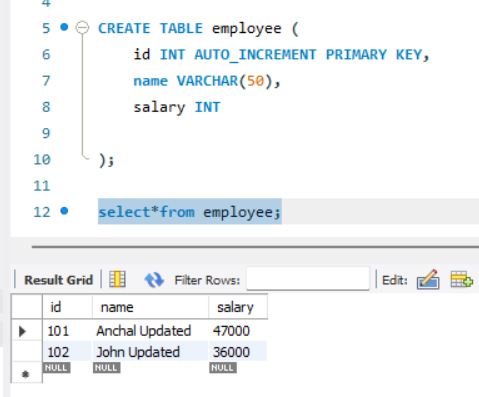 4
5 CREATE TABLE employee (
6 id INT AUTO_INCREMENT PRIMARY KEY,
7 name VARCHAR(50),
8 salary INT
9
10 );
11
12 select*from employee;
Result Grid Filter Rows: Edit:
id name salary
101 Anchal Updated 47000
102 John Updated 36000
NULL NULL NULL